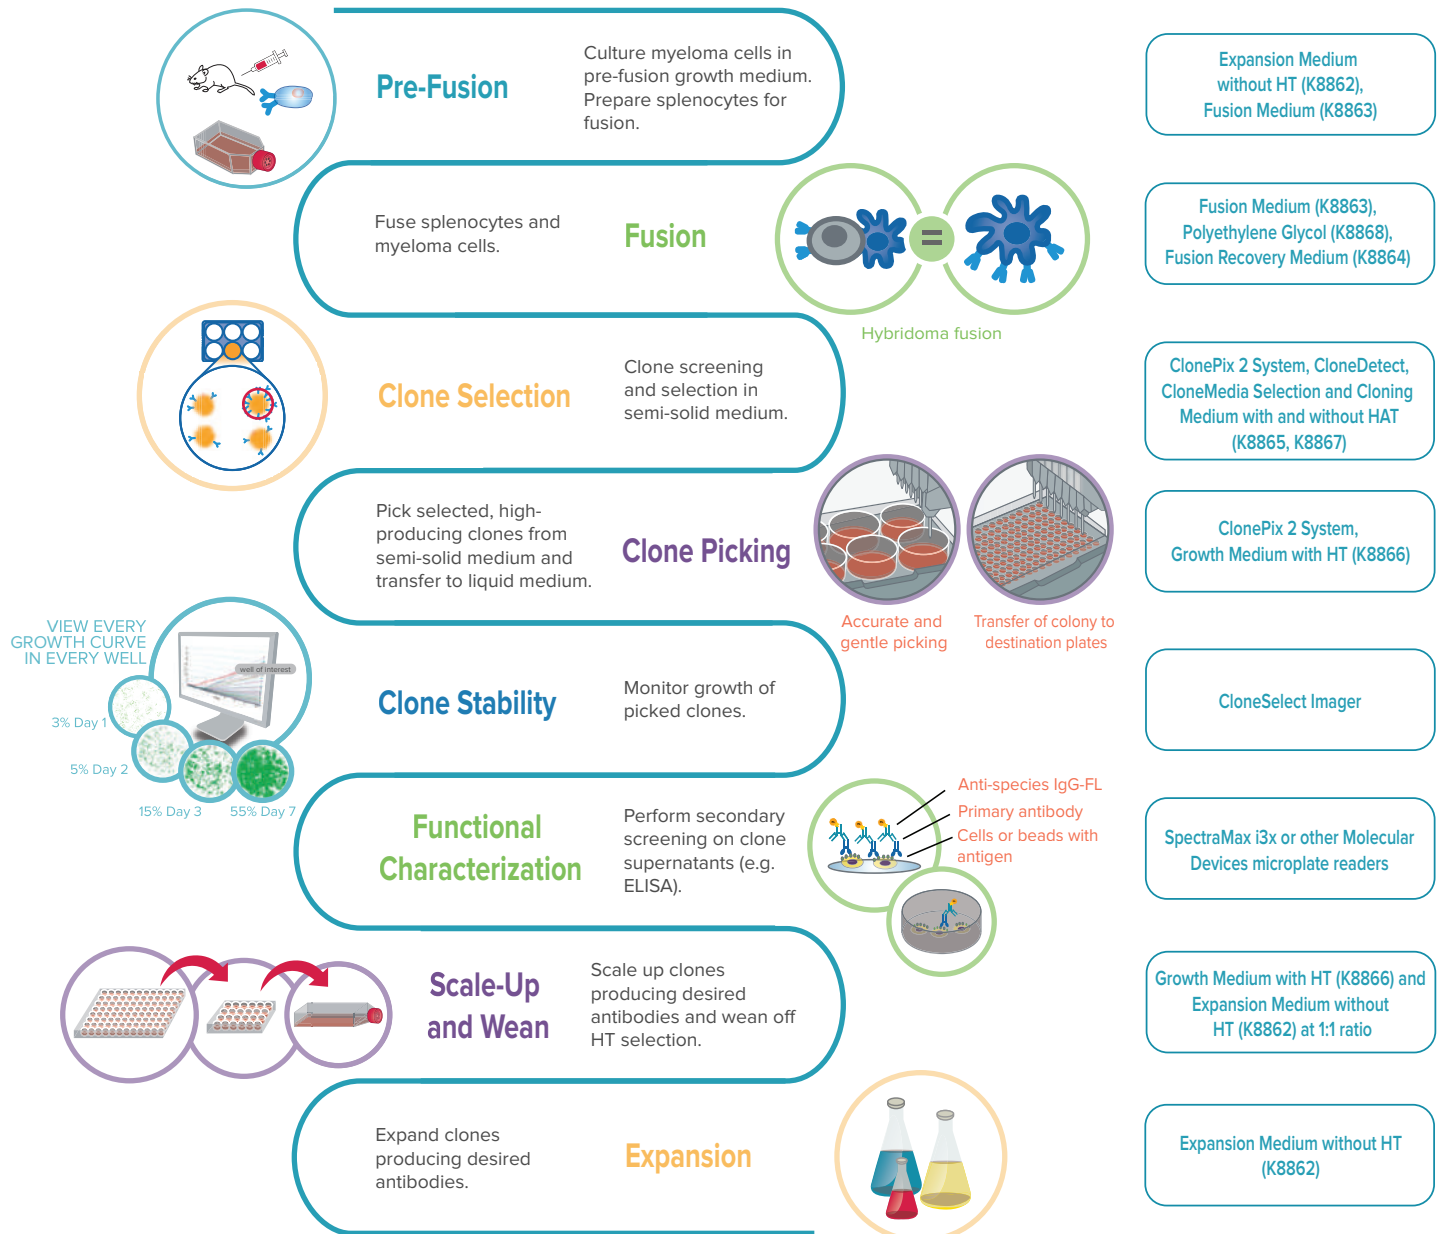 Pre-Fusion
Culture myeloma cells in
pre-fusion growth medium.
Prepare splenocytes for
fusion.
Expansion Medium
without HT (K8862),
Fusion Medium (K8863)
Fuse splenocytes and
myeloma cells.
Fusion
Hybridoma fusion
Fusion Medium (K8863),
Polyethylene Glycol (K8868),
Fusion Recovery Medium (K8864)
Clone Selection
Clone screening
and selection in
semi-solid medium.
ClonePix 2 System, CloneDetect,
CloneMedia Selection and Cloning
Medium with and without HAT
(K8865, K8867)
Pick selected, high-
producing clones from
semi-solid medium and
transfer to liquid medium.
Clone Picking
Accurate and
gentle picking
Transfer of colony to
destination plates
ClonePix 2 System,
Growth Medium with HT (K8866)
VIEW EVERY
GROWTH CURVE
IN EVERY WELL
well of interest
3% Day 1
5% Day 2
15% Day 3
55% Day 7
Clone Stability
Monitor growth of
picked clones.
CloneSelect Imager
Functional
Characterization
Perform secondary
screening on clone
supernatants (e.g.
ELISA).
Anti-species IgG-FL
Primary antibody
Cells or beads with
antigen
SpectraMax i3x or other Molecular
Devices microplate readers
Scale-Up
and Wean
Scale up clones
producing desired
antibodies and wean off
HT selection.
Growth Medium with HT (K8866) and
Expansion Medium without
HT (K8862) at 1:1 ratio
Expand clones
producing desired
antibodies.
Expansion
Expansion Medium without HT
(K8862)